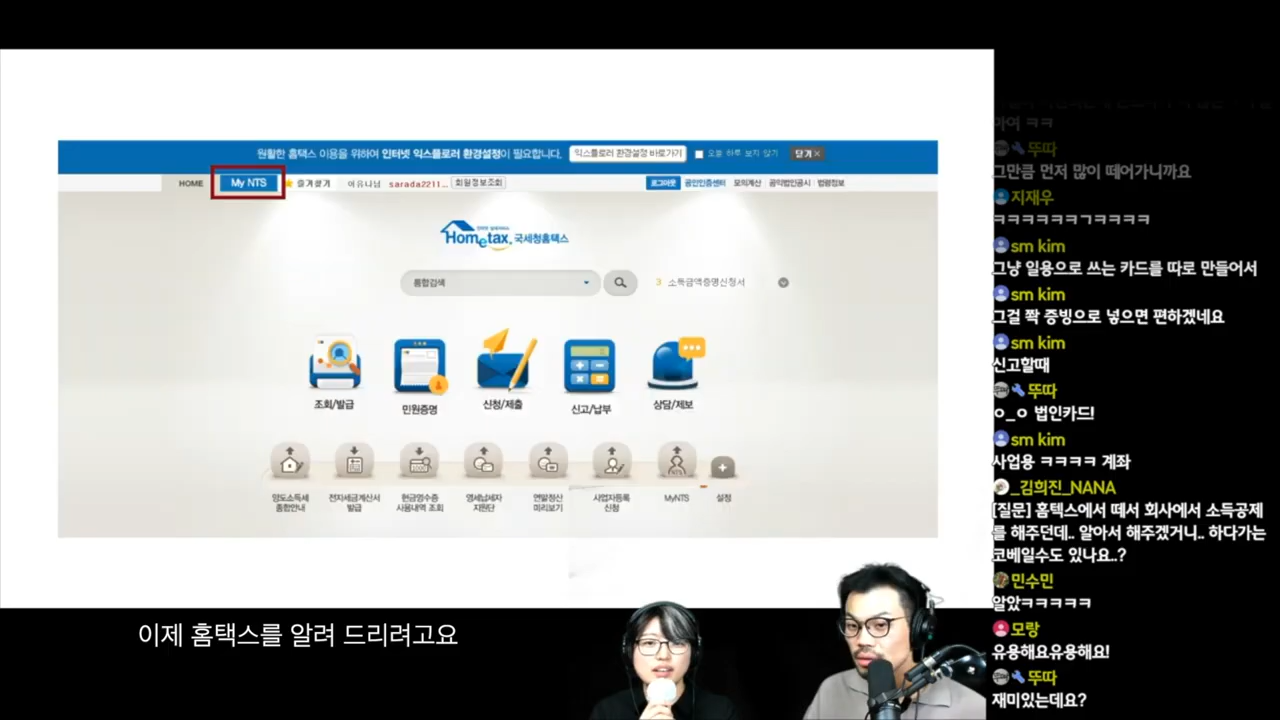 원활한 홈택스 이용을 위하여 인터넷 익스플로러 환경설정이 필요합니다. 익스플로러 환경설정 바로가기 오늘 하루 보지 않기 닫기 X
HOME My NTS 즐겨찾기 이유나님 sarada2211... 회원정보조회 로그아웃 공인인증센터 모의계산 공익법인공시 법령정보
Hometax. 국세청홈택스
통합검색 3 소득금액증명신청서
조회/발급 민원증명 신청/제출 신고/납부 상담/제보
양도소득세 종합안내
전자세금계산서 발급
현금영수증 사용내역 조회
영세납세자 지원단
연말정산 미리보기
사업자등록 신청
MyNTS
설정
이제 홈택스를 알려 드리려고요
아여 ㅋㅋ
뚜따
그만큼 먼저 많이 떼어가니까요
지재우
ㅋㅋㅋㅋㅋㅋㄱㅋㅋㅋㅋ
sm kim
그냥 일용으로 쓰는 카드를 따로 만들어서
sm kim
그걸 쫙 증빙으로 넣으면 편하겠네요
sm kim
신고할때
뚜따
ㅇ_ㅇ 법인카드!
sm kim
사업용 ㅋㅋㅋㅋ 계좌
_김희진_NANA
[질문] 홈텍스에서 떼서 회사에서 소득공제
를 해주던데.. 알아서 해주겠거니.. 하다가는
코베일수도 있나요..?
민수민
알았ㅋㅋㅋㅋㅋ
모랑
유용해요유용해요!
뚜따
재미있는데요?